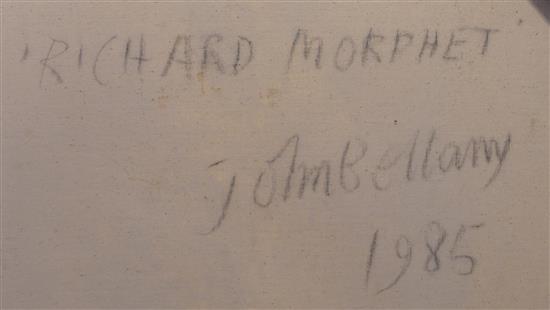 'RICHARD MORPHET'
John Bellany
1985